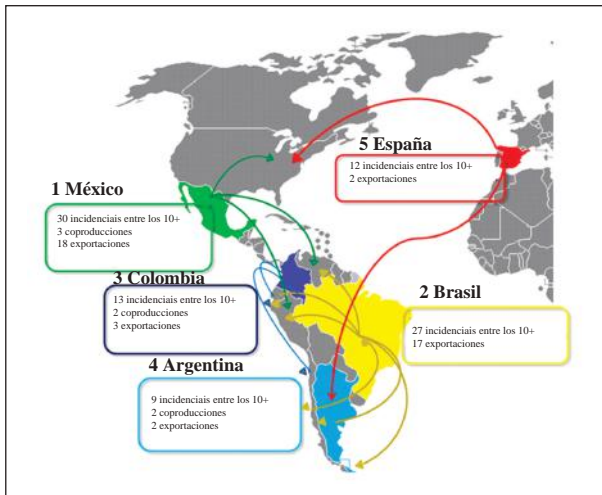 5 España
12 incidenciais entre los 10+
2 exportaciones
1 México
30 incidenciais entre los 10+
3 coproducciones
18 exportaciones
3 Colombia
13 incidenciais entre los 10+
2 coproducciones
3 exportaciones
2 Brasil
27 incidenciais entre los 10+
17 exportaciones
4 Argentina
9 incidenciais entre los 10+
2 coproducciones
2 exportaciones